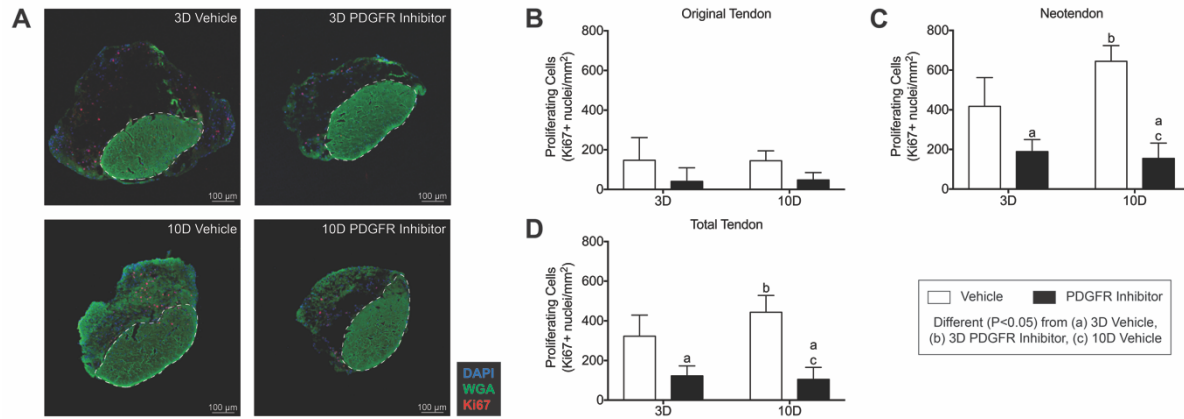 A
3D Vehicle
100 µm
3D PDGFR Inhibitor
100 µm
10D Vehicle
100 µm
10D PDGFR Inhibitor
100 µm
DAPI
WGA
Ki67
B
Original Tendon
Proliferating Cells
(Ki67+ nuclei/mm²)
800
600
400
200
0
3D
10D
C
Neotendon
Proliferating Cells
(Ki67+ nuclei/mm²)
800
600
400
200
0
a
b
a
c
3D
10D
D
Total Tendon
Proliferating Cells
(Ki67+ nuclei/mm²)
800
600
400
200
0
a
b
a
c
3D
10D
Vehicle PDGFR Inhibitor
Different (P<0.05) from (a) 3D Vehicle,
(b) 3D PDGFR Inhibitor, (c) 10D Vehicle